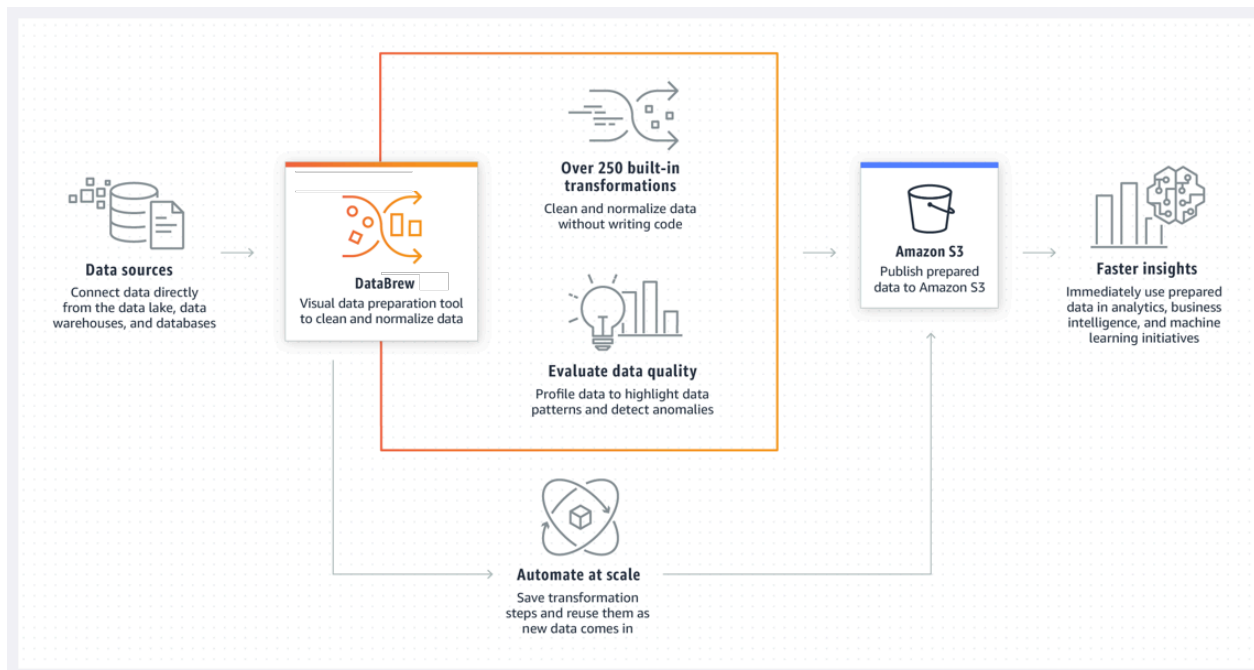 Data sources
Connect data directly
from the data lake, data
warehouses, and databases
DataBrew
Visual data preparation tool
to clean and normalize data
Over 250 built-in
transformations
Clean and normalize data
without writing code
Evaluate data quality
Profile data to highlight data
patterns and detect anomalies
Automate at scale
Save transformation
steps and reuse them as
new data comes in
Amazon S3
Publish prepared
data to Amazon S3
Faster insights
Immediately use prepared
data in analytics, business
intelligence, and machine
learning initiatives